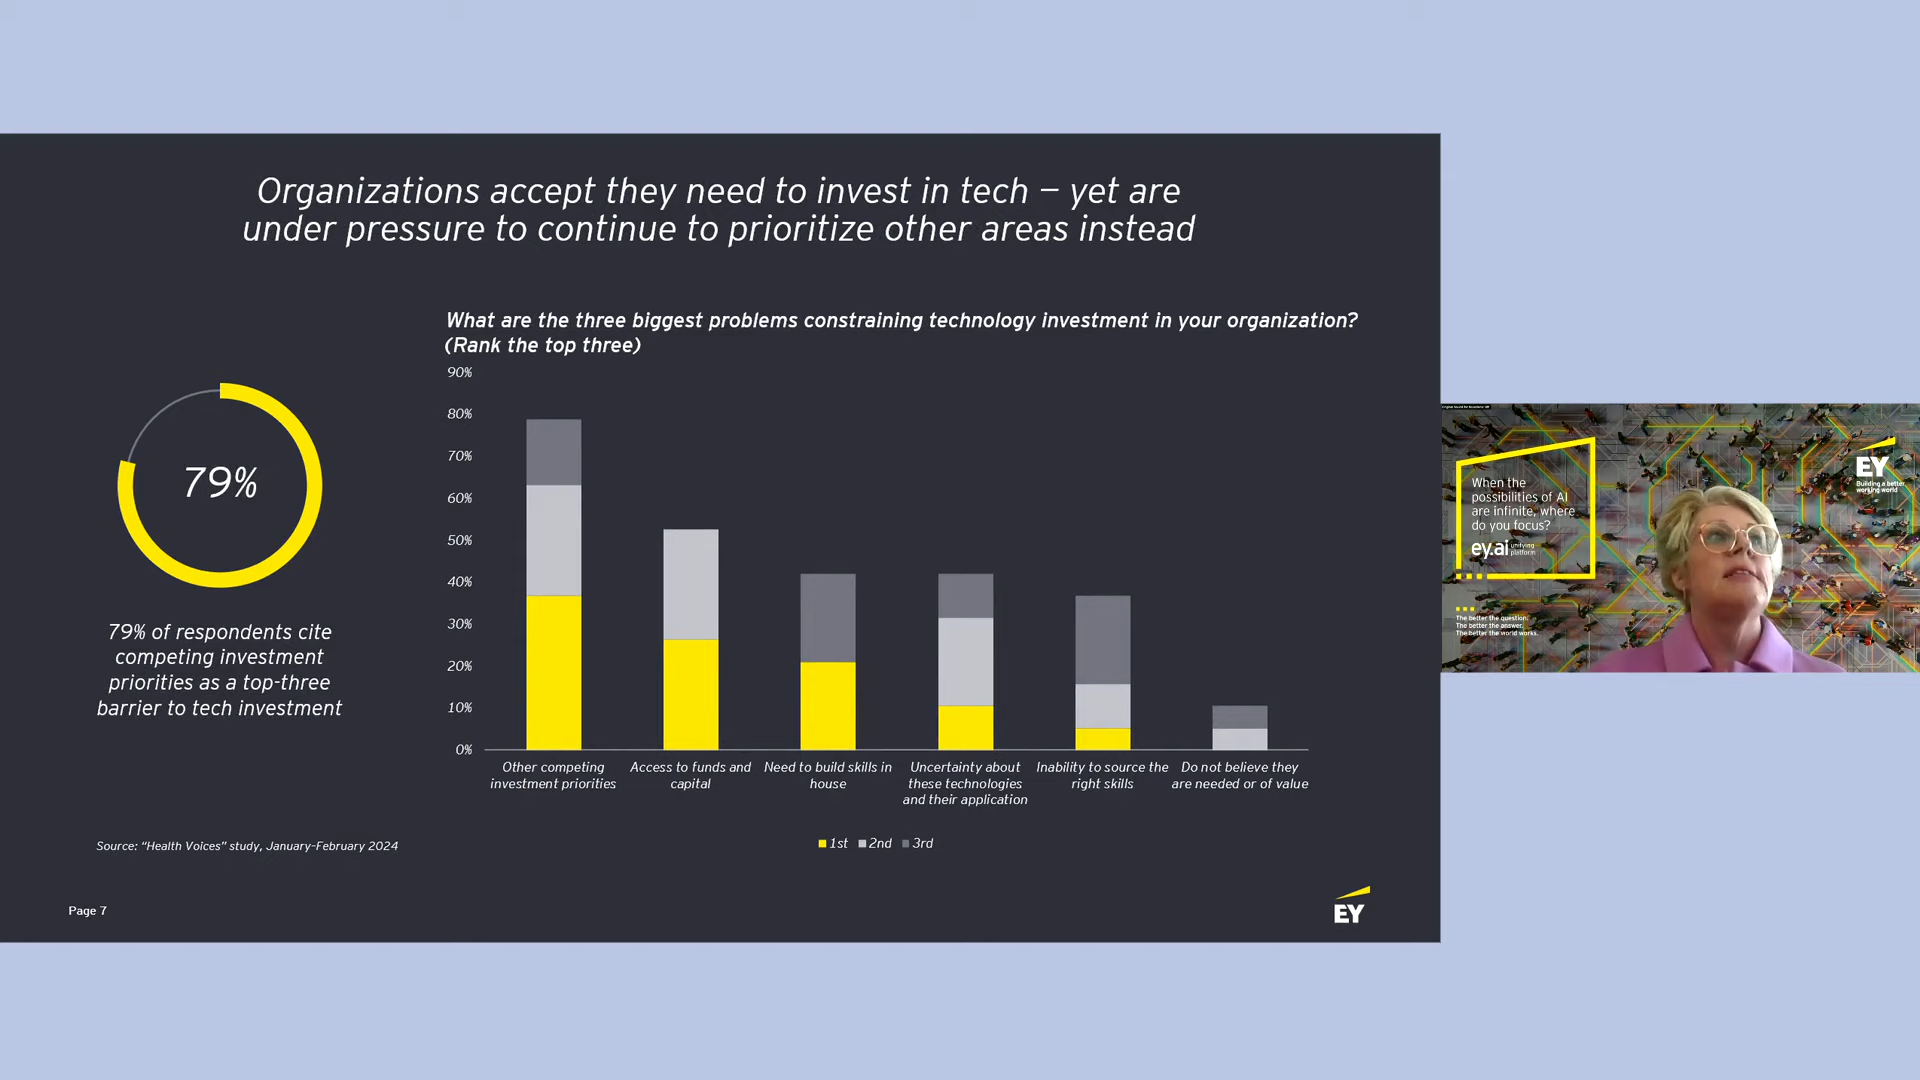 Organizations accept they need to invest in tech – yet are
under pressure to continue to prioritize other areas instead
79%
79% of respondents cite
competing investment
priorities as a top-three
barrier to tech investment
What are the three biggest problems constraining technology investment in your organization?
(Rank the top three)
90%
80%
70%
60%
50%
40%
30%
20%
10%
0%
Other competing
investment priorities
Access to funds and
capital
Need to build skills in
house
Uncertainty about
these technologies
and their application
Inability to source the
right skills
Do not believe they
are needed or of value
1st 2nd 3rd
Source: “Health Voices” study, January-February 2024
Page 7
EY
When the
possibilities of AI
are infinite, where
do you focus?
ey.ai unifying
platform
The better the question.
The better the answer.
The better the world works.
EY
Building a better
working world